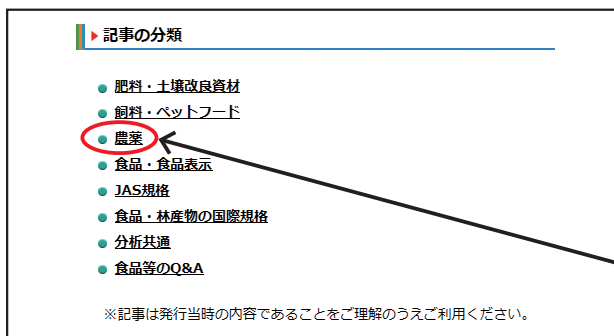 記事の分類
肥料・土壌改良資材
飼料・ペットフード
農薬
食品・食品表示
JAS規格
食品・林産物の国際規格
分析共通
食品等のQ&A
※記事は発行当時の内容であることをご理解のうえご利用ください。